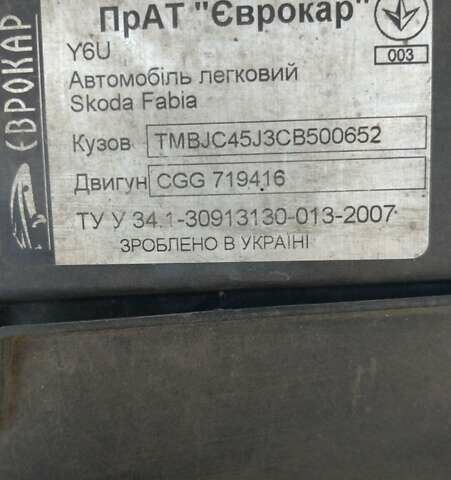 ЄВРОКАР
ПрАТ "Єврокар"
Y6U
003
Автомобіль легковий
Skoda Fabia
Кузов TMBJC45J3CB500652
Двигун CGG 719416
ТУ У 34.1-30913130-013-2007
ЗРОБЛЕНО В УКРАЇНІ